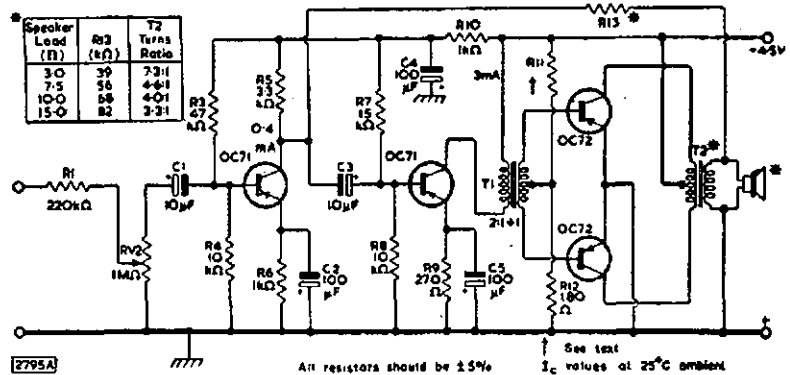 *
Speaker Load (Ω) R13 (kΩ) T2 Turns Ratio
3·0 39 7·3:1
7·5 56 4·6:1
10·0 68 4·0:1
15·0 82 3·3:1
R13 *
R10
1kΩ
-4·5V
C4
100
μF
3mA
R11
R3
47
kΩ
R5
3·3
kΩ
R7
15
kΩ
0·4
mA
OC72
T2*
*
OC71
OC71
R1
220kΩ
C1
10μF
C3
10μF
T1
2:1+1
OC72
RV2
1MΩ
R4
10
kΩ
R6
1kΩ
C2
100
μF
R8
10
kΩ
R9
270
Ω
C5
100
μF
R12
180
Ω
+
2795A
All resistors should be ±5%
↑ See text
Ic values at 25°C ambient